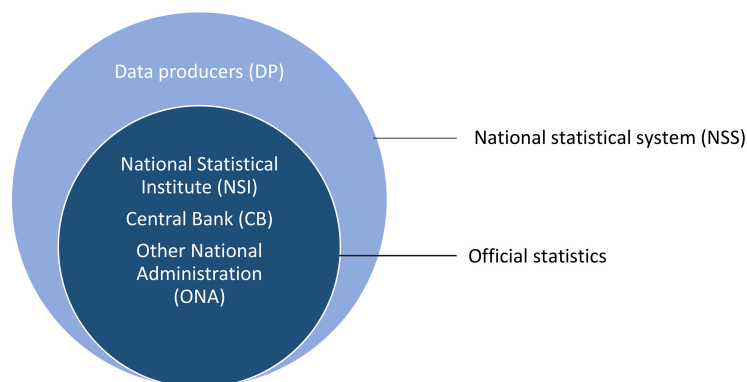 Data producers (DP)
National statistical system (NSS)
National Statistical
Institute (NSI)
Central Bank (CB)
Other National
Administration
(ONA)
Official statistics